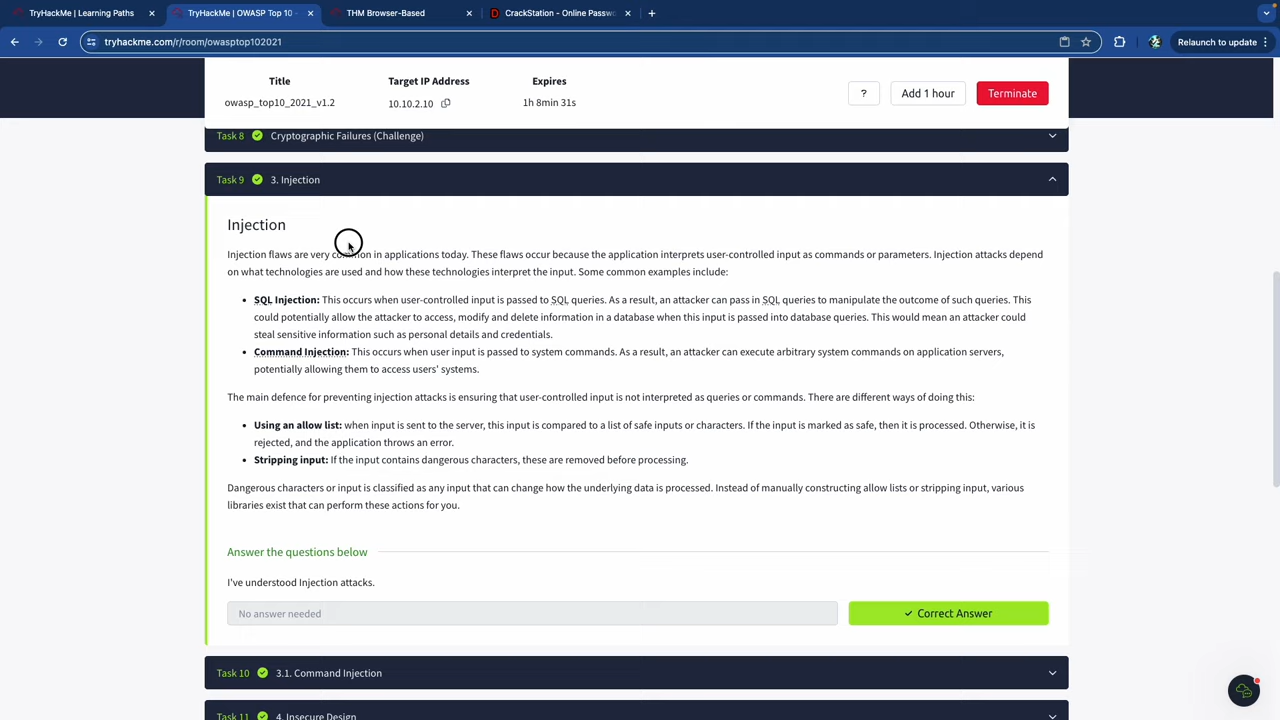 TryHackMe | Learning Paths
TryHackMe | OWASP Top 10 -
THM Browser-Based
CrackStation - Online Passw
tryhackme.com/r/room/owasptop102021
Relaunch to update
Title
Target IP Address
Expires
owasp_top10_2021_v1.2
10.10.2.10
1h 8min 31s
?
Add 1 hour
Terminate
Task 8
Cryptographic Failures (Challenge)
Task 9
3. Injection
Injection
Injection flaws are very common in applications today. These flaws occur because the application interprets user-controlled input as commands or parameters. Injection attacks depend
on what technologies are used and how these technologies interpret the input. Some common examples include:
• SQL Injection: This occurs when user-controlled input is passed to SQL queries. As a result, an attacker can pass in SQL queries to manipulate the outcome of such queries. This
could potentially allow the attacker to access, modify and delete information in a database when this input is passed into database queries. This would mean an attacker could
steal sensitive information such as personal details and credentials.
• Command Injection: This occurs when user input is passed to system commands. As a result, an attacker can execute arbitrary system commands on application servers,
potentially allowing them to access users' systems.
The main defence for preventing injection attacks is ensuring that user-controlled input is not interpreted as queries or commands. There are different ways of doing this:
• Using an allow list: when input is sent to the server, this input is compared to a list of safe inputs or characters. If the input is marked as safe, then it is processed. Otherwise, it is
rejected, and the application throws an error.
• Stripping input: If the input contains dangerous characters, these are removed before processing.
Dangerous characters or input is classified as any input that can change how the underlying data is processed. Instead of manually constructing allow lists or stripping input, various
libraries exist that can perform these actions for you.
Answer the questions below
I've understood Injection attacks.
No answer needed
Correct Answer
Task 10
3.1. Command Injection
Task 11
4. Insecure Design